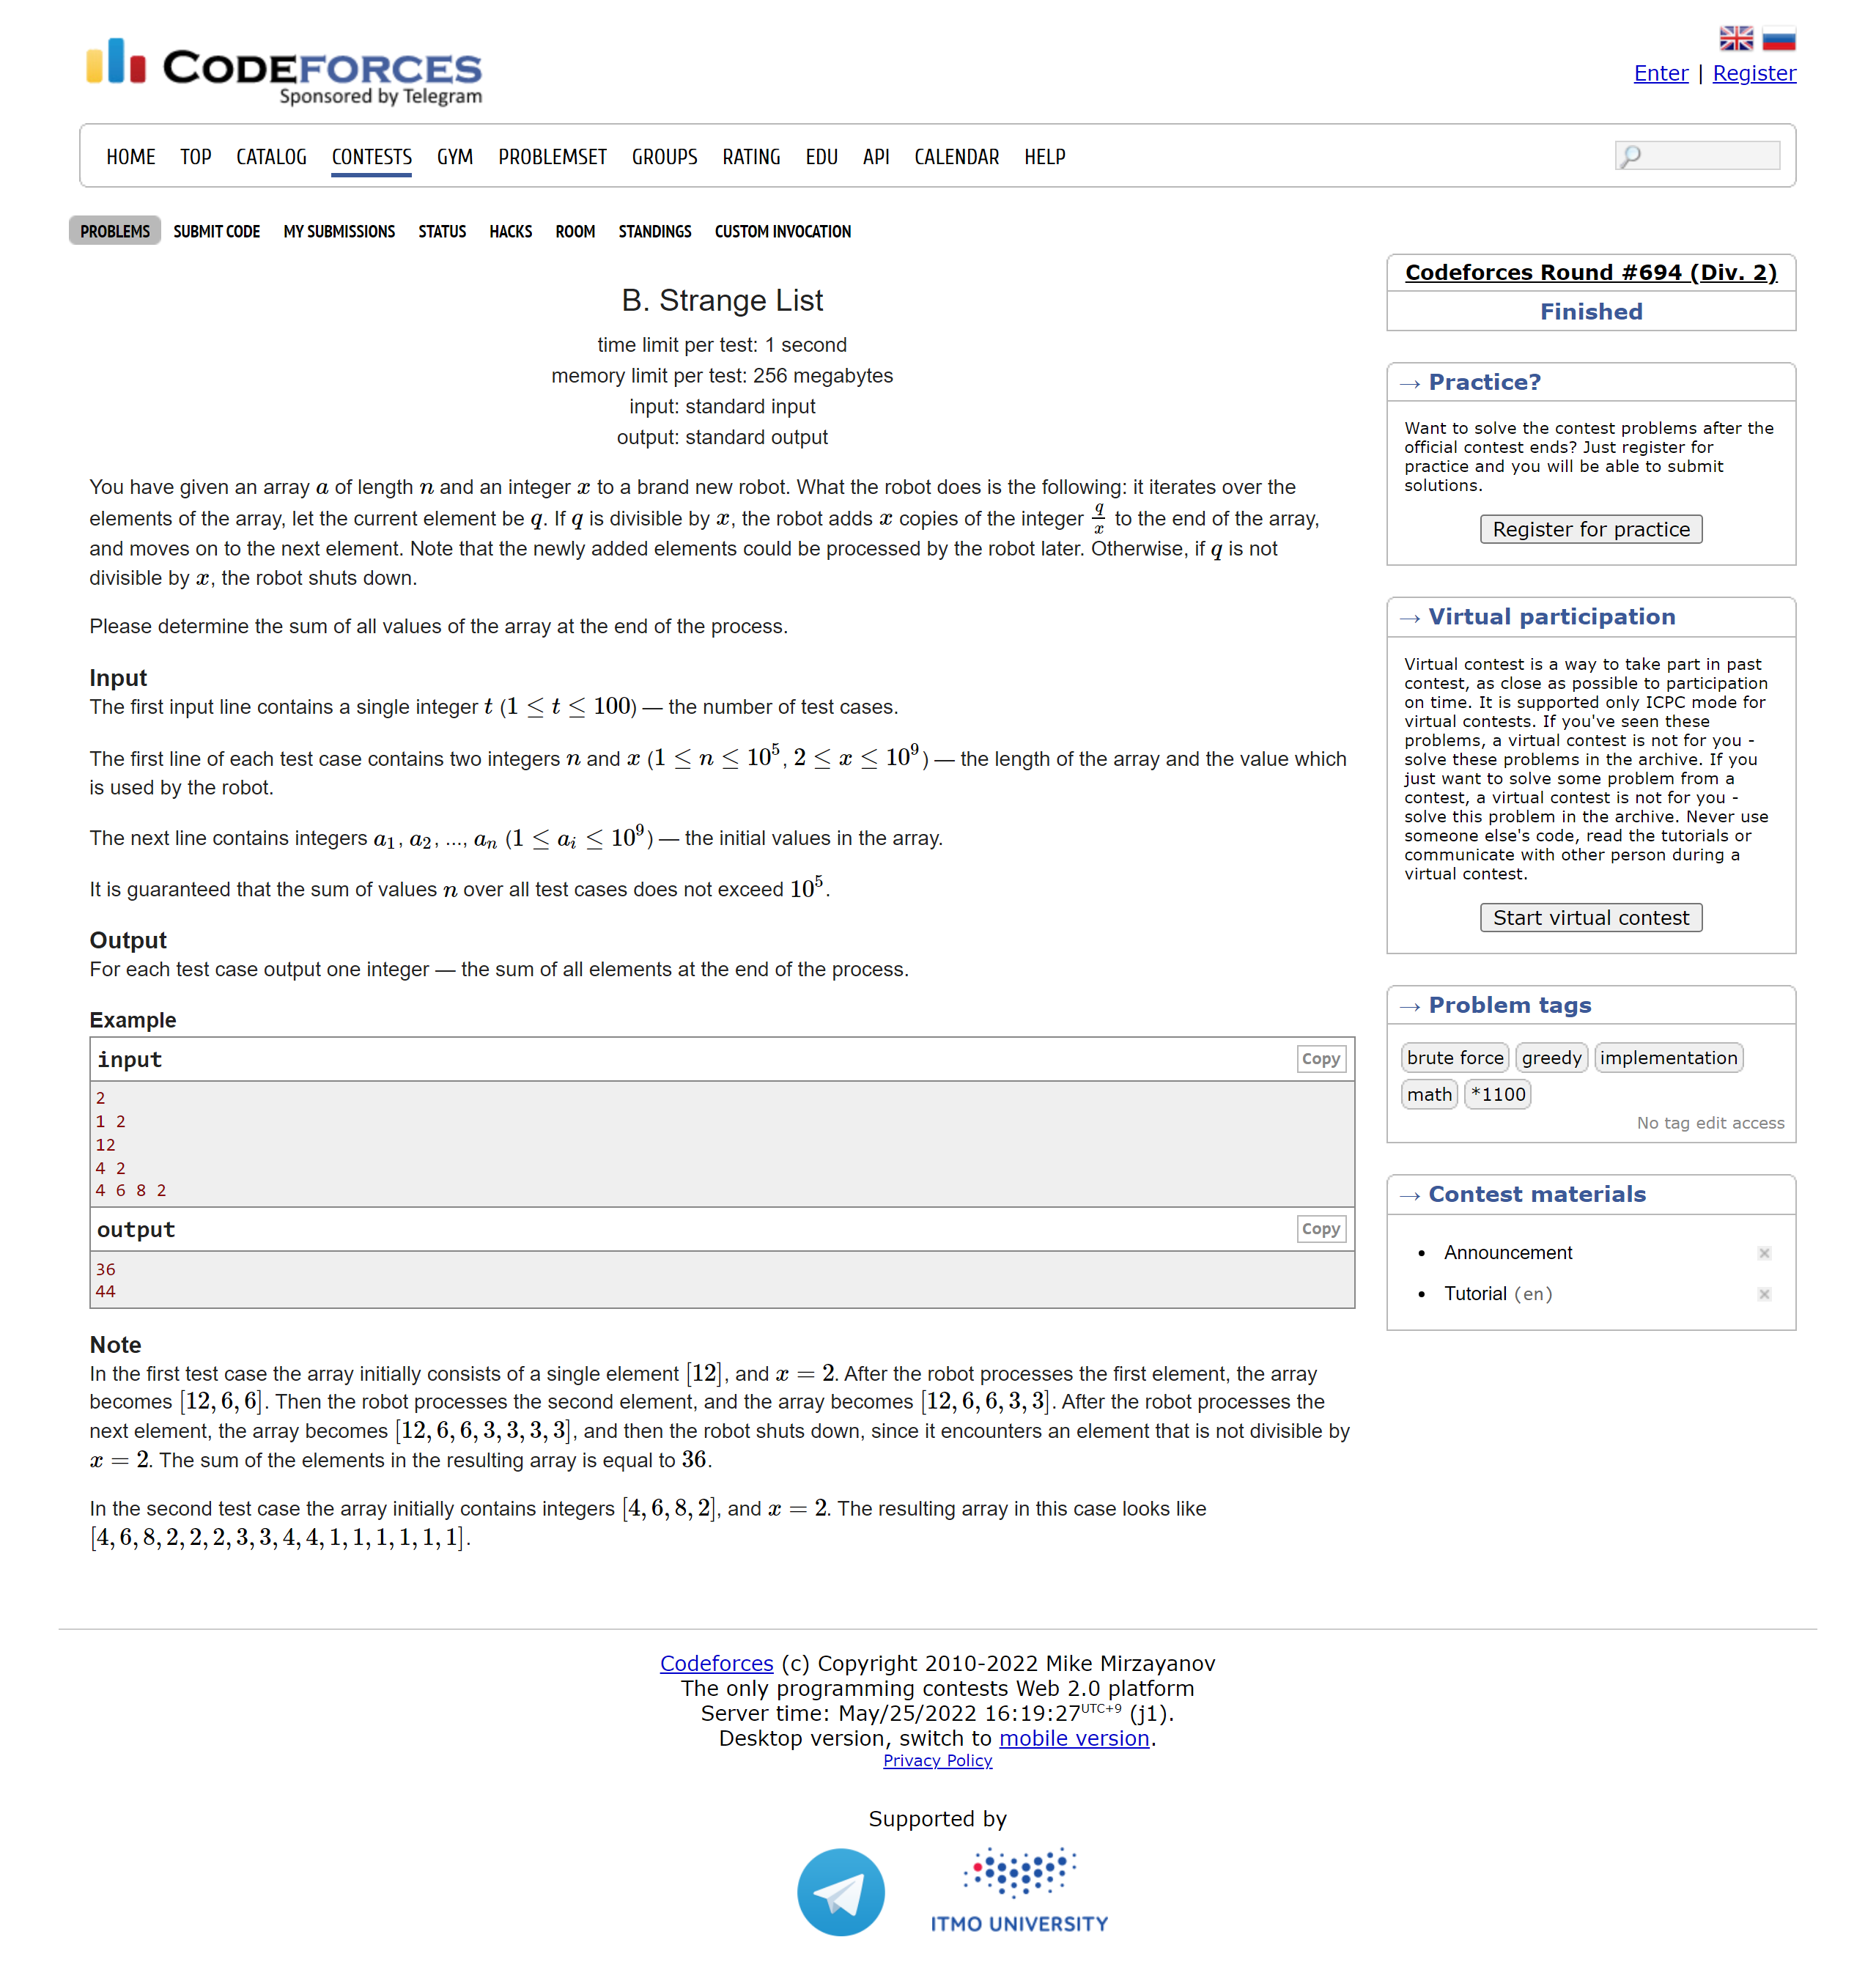 CODEFORCES
Sponsored by Telegram
Enter | Register
HOME TOP CATALOG CONTESTS GYM PROBLEMSET GROUPS RATING EDU API CALENDAR HELP
PROBLEMS SUBMIT CODE MY SUBMISSIONS STATUS HACKS ROOM STANDINGS CUSTOM INVOCATION
B. Strange List
time limit per test: 1 second
memory limit per test: 256 megabytes
input: standard input
output: standard output
You have given an array a of length n and an integer x to a brand new robot. What the robot does is the following: it iterates over the
elements of the array, let the current element be q. If q is divisible by x, the robot adds x copies of the integer q/x to the end of the array,
and moves on to the next element. Note that the newly added elements could be processed by the robot later. Otherwise, if q is not
divisible by x, the robot shuts down.
Please determine the sum of all values of the array at the end of the process.
Input
The first input line contains a single integer t (1 ≤ t ≤ 100) — the number of test cases.
The first line of each test case contains two integers n and x (1 ≤ n ≤ 10^5, 2 ≤ x ≤ 10^9) — the length of the array and the value which
is used by the robot.
The next line contains integers a_1, a_2, ..., a_n (1 ≤ a_i ≤ 10^9) — the initial values in the array.
It is guaranteed that the sum of values n over all test cases does not exceed 10^5.
Output
For each test case output one integer — the sum of all elements at the end of the process.
Example
input Copy
2
1 2
12
4 2
4 6 8 2
output Copy
36
44
Note
In the first test case the array initially consists of a single element [12], and x = 2. After the robot processes the first element, the array
becomes [12, 6, 6]. Then the robot processes the second element, and the array becomes [12, 6, 6, 3, 3]. After the robot processes the
next element, the array becomes [12, 6, 6, 3, 3, 3, 3], and then the robot shuts down, since it encounters an element that is not divisible by
x = 2. The sum of the elements in the resulting array is equal to 36.
In the second test case the array initially contains integers [4, 6, 8, 2], and x = 2. The resulting array in this case looks like
[4, 6, 8, 2, 2, 2, 3, 3, 4, 4, 1, 1, 1, 1, 1, 1].
Codeforces Round #694 (Div. 2)
Finished
→ Practice?
Want to solve the contest problems after the
official contest ends? Just register for
practice and you will be able to submit
solutions.
Register for practice
→ Virtual participation
Virtual contest is a way to take part in past
contest, as close as possible to participation
on time. It is supported only ICPC mode for
virtual contests. If you've seen these
problems, a virtual contest is not for you -
solve these problems in the archive. If you
just want to solve some problem from a
contest, a virtual contest is not for you -
solve this problem in the archive. Never use
someone else's code, read the tutorials or
communicate with other person during a
virtual contest.
Start virtual contest
→ Problem tags
brute force greedy implementation
math *1100
No tag edit access
→ Contest materials
• Announcement
• Tutorial (en)
Codeforces (c) Copyright 2010-2022 Mike Mirzayanov
The only programming contests Web 2.0 platform
Server time: May/25/2022 16:19:27 UTC+9 (j1).
Desktop version, switch to mobile version.
Privacy Policy
Supported by
ITMO UNIVERSITY